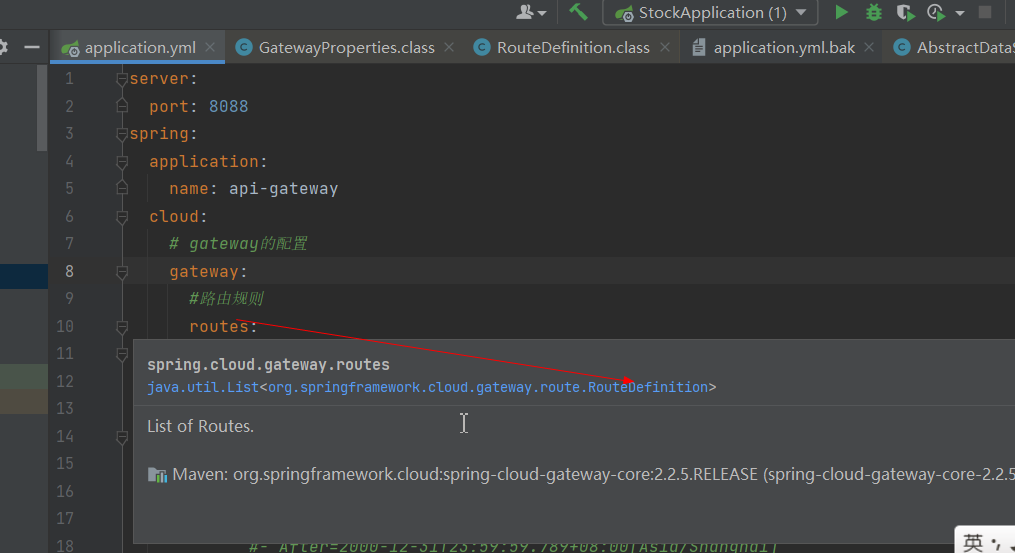 StockApplication (1)
application.yml
GatewayProperties.class
RouteDefinition.class
application.yml.bak
AbstractDataS
1 server:
2 port: 8088
3 spring:
4 application:
5 name: api-gateway
6 cloud:
7 # gateway的配置
8 gateway:
9 #路由规则
10 routes:
11
spring.cloud.gateway.routes
12
java.util.List<org.springframework.cloud.gateway.route.RouteDefinition>
13
List of Routes.
14
15
Maven: org.springframework.cloud:spring-cloud-gateway-core:2.2.5.RELEASE (spring-cloud-gateway-core-2.2.5
16
17
18 #- After=2000-12-31T23:59:59.789+08:00[Asia/Shanghai]
英